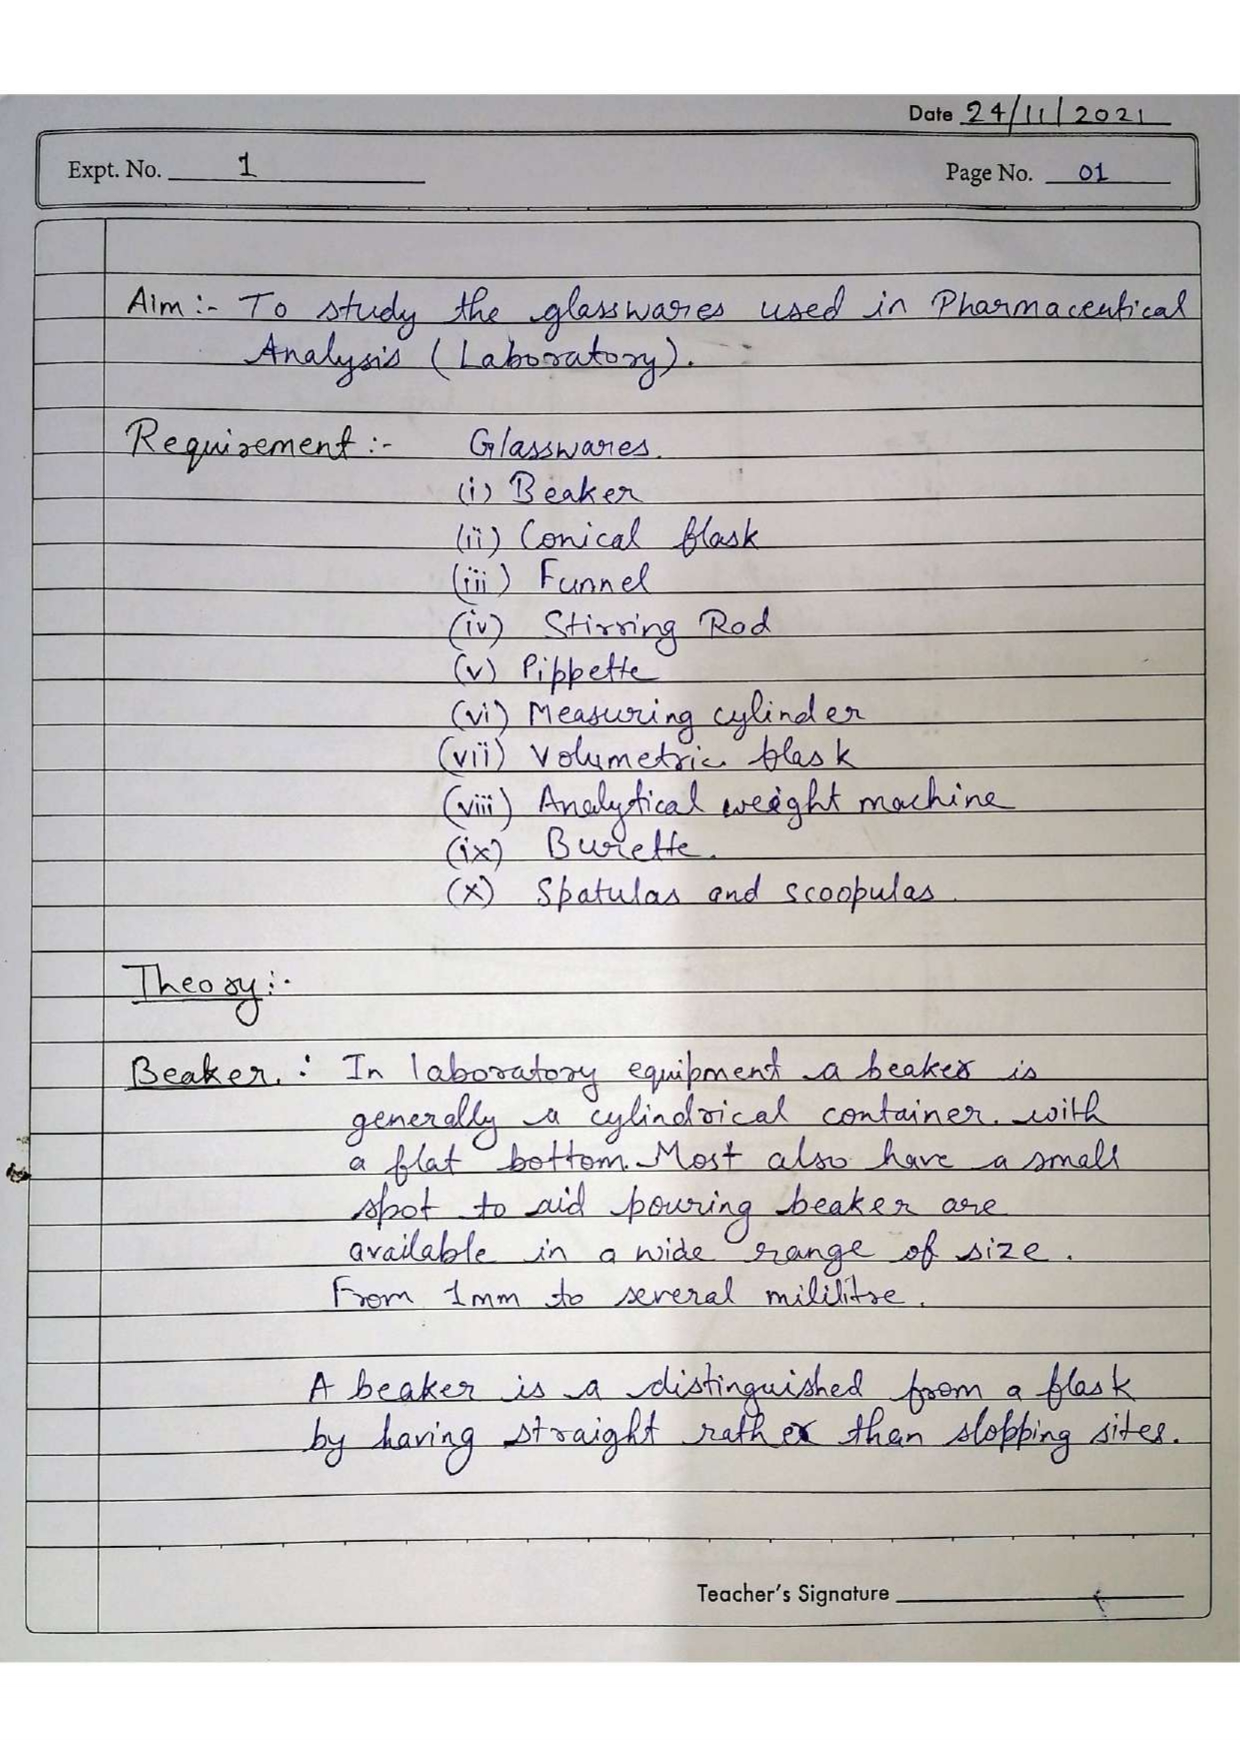 Date 24/11/2021
Expt. No. 1
Page No. 01
Aim :- To study the glasswares used in Pharmaceutical
Analysis (Laboratory).
Requirement :- Glasswares.
(i) Beaker
(ii) Conical flask
(iii) Funnel
(iv) Stirring Rod
(v) Pippette
(vi) Measuring cylinder
(vii) Volumetric flask
(viii) Analytical weight machine
(ix) Burette.
(x) Spatulas and scoopulas.
Theory :-
Beaker. : In laboratory equipment a beaker is
generally a cylindrical container. with
a flat bottom. Most also have a small
spot to aid pouring beaker are
available in a wide range of size.
From 1mm to several mililitre.
A beaker is a distinguished from a flask
by having straight rather than slopping sites.
Teacher's Signature